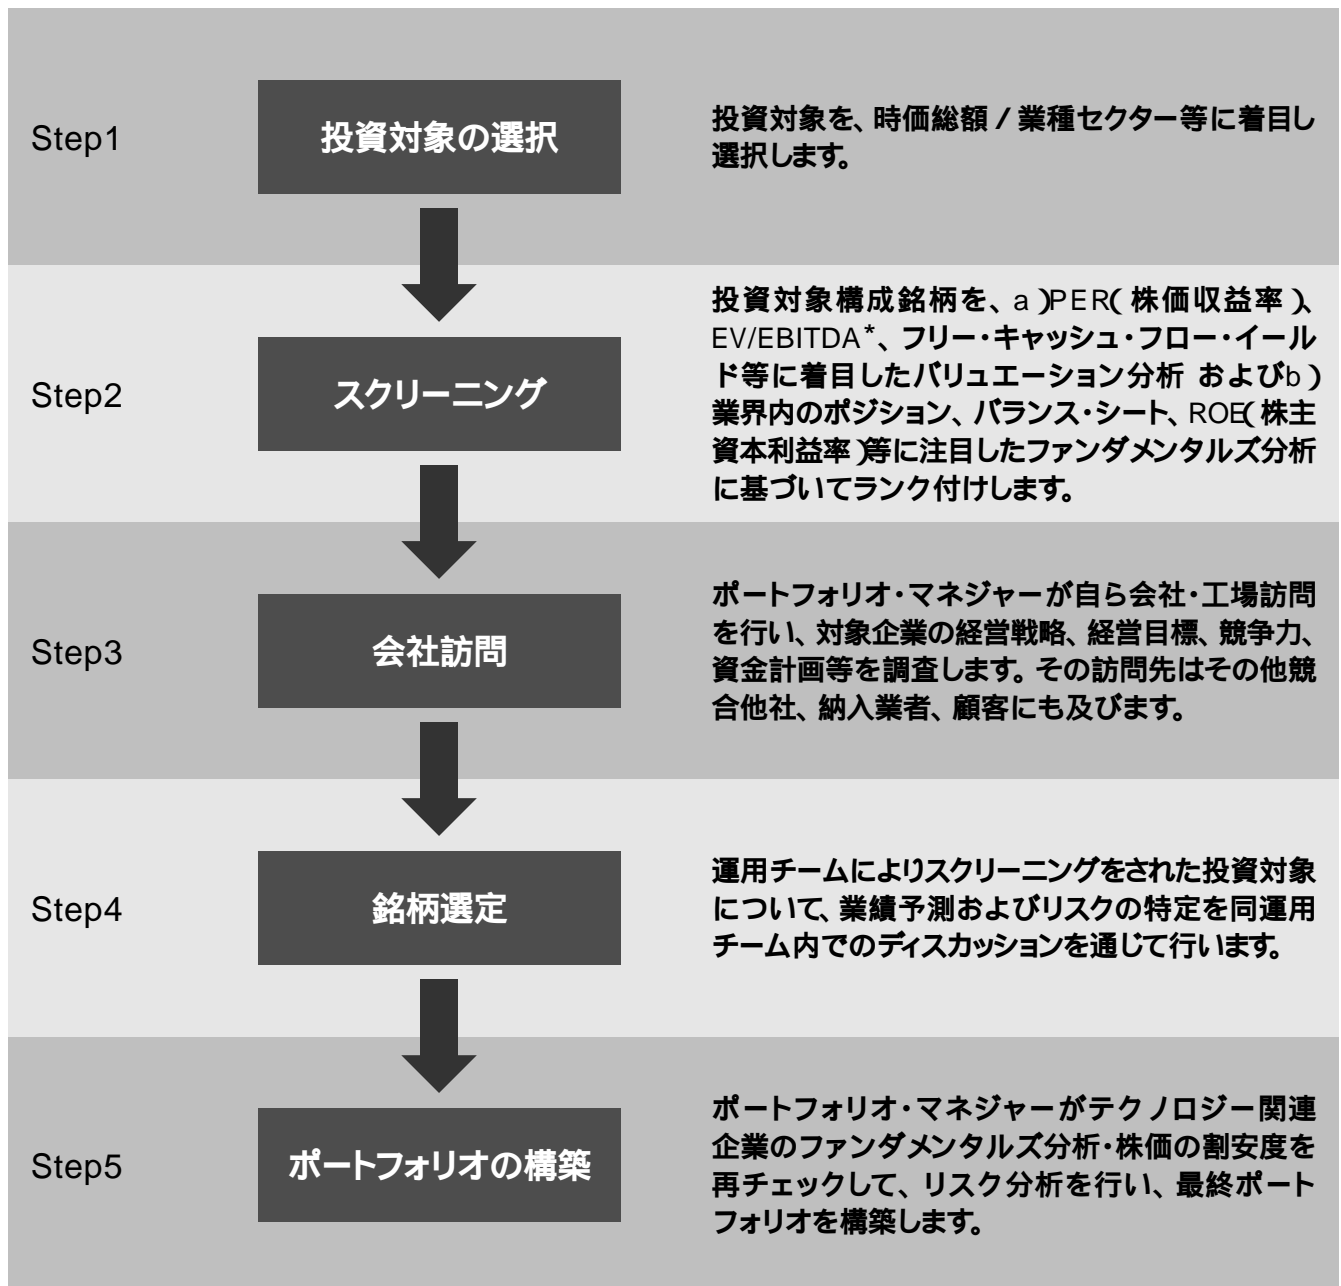 Step1
投資対象の選択
投資対象を、時価総額/業種セクター等に着目し
選択します。
Step2
スクリーニング
投資対象構成銘柄を、a)PER(株価収益率)、
EV/EBITDA*、フリー・キャッシュ・フロー・イール
ド等に着目したバリュエーション分析 およびb)
業界内のポジション、バランス・シート、ROE(株主
資本利益率)等に注目したファンダメンタルズ分析
に基づいてランク付けします。
Step3
会社訪問
ポートフォリオ・マネジャーが自ら会社・工場訪問
を行い、対象企業の経営戦略、経営目標、競争力、
資金計画等を調査します。その訪問先はその他競
合他社、納入業者、顧客にも及びます。
Step4
銘柄選定
運用チームによりスクリーニングをされた投資対象
について、業績予測およびリスクの特定を同運用
チーム内でのディスカッションを通じて行います。
Step5
ポートフォリオの構築
ポートフォリオ・マネジャーがテクノロジー関連
企業のファンダメンタルズ分析・株価の割安度を
再チェックして、リスク分析を行い、最終ポート
フォリオを構築します。